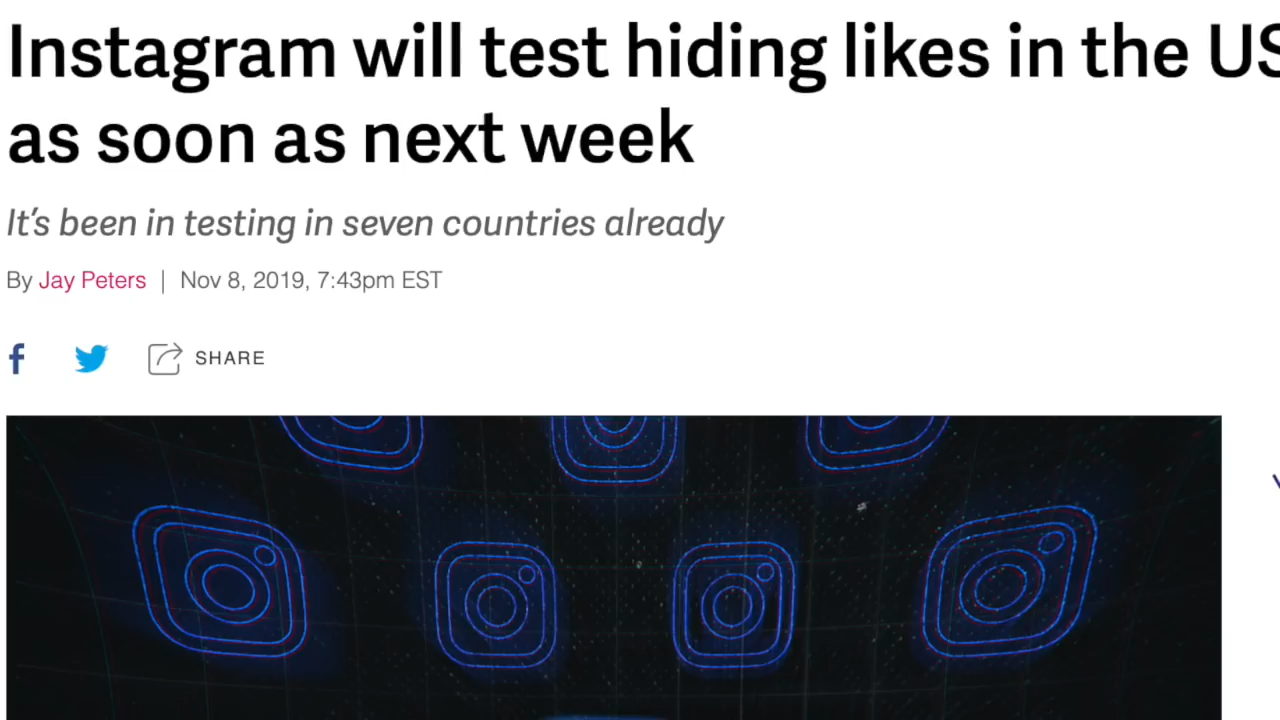 Instagram will test hiding likes in the US
as soon as next week
It's been in testing in seven countries already
By Jay Peters | Nov 8, 2019, 7:43pm EST
SHARE